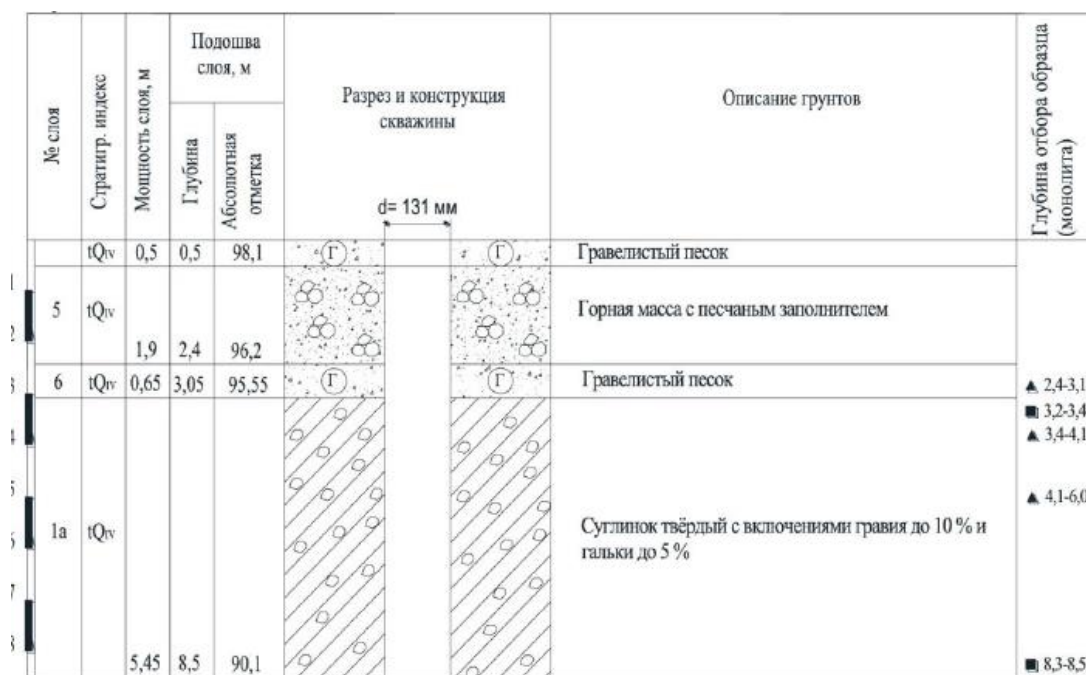 № слоя
Стратигр. индекс
Мощность слоя, м
Подошва
слоя, м
Глубина
Абсолютная
отметка
Разрез и конструкция
скважины
d= 131 мм
Описание грунтов
Глубина отбора образца
(монолита)
tQIV 0,5 0,5 98,1 Г Г Гравелистый песок
5 tQIV Горная масса с песчаным заполнителем
1,9 2,4 96,2
6 tQIV 0,65 3,05 95,55 Г Г Гравелистый песок
▲ 2,4-3,1
■ 3,2-3,4
▲ 3,4-4,1
▲ 4,1-6,0
1а tQIV Суглинок твёрдый с включениями гравия до 10 % и
гальки до 5 %
5,45 8,5 90,1
■ 8,3-8,5